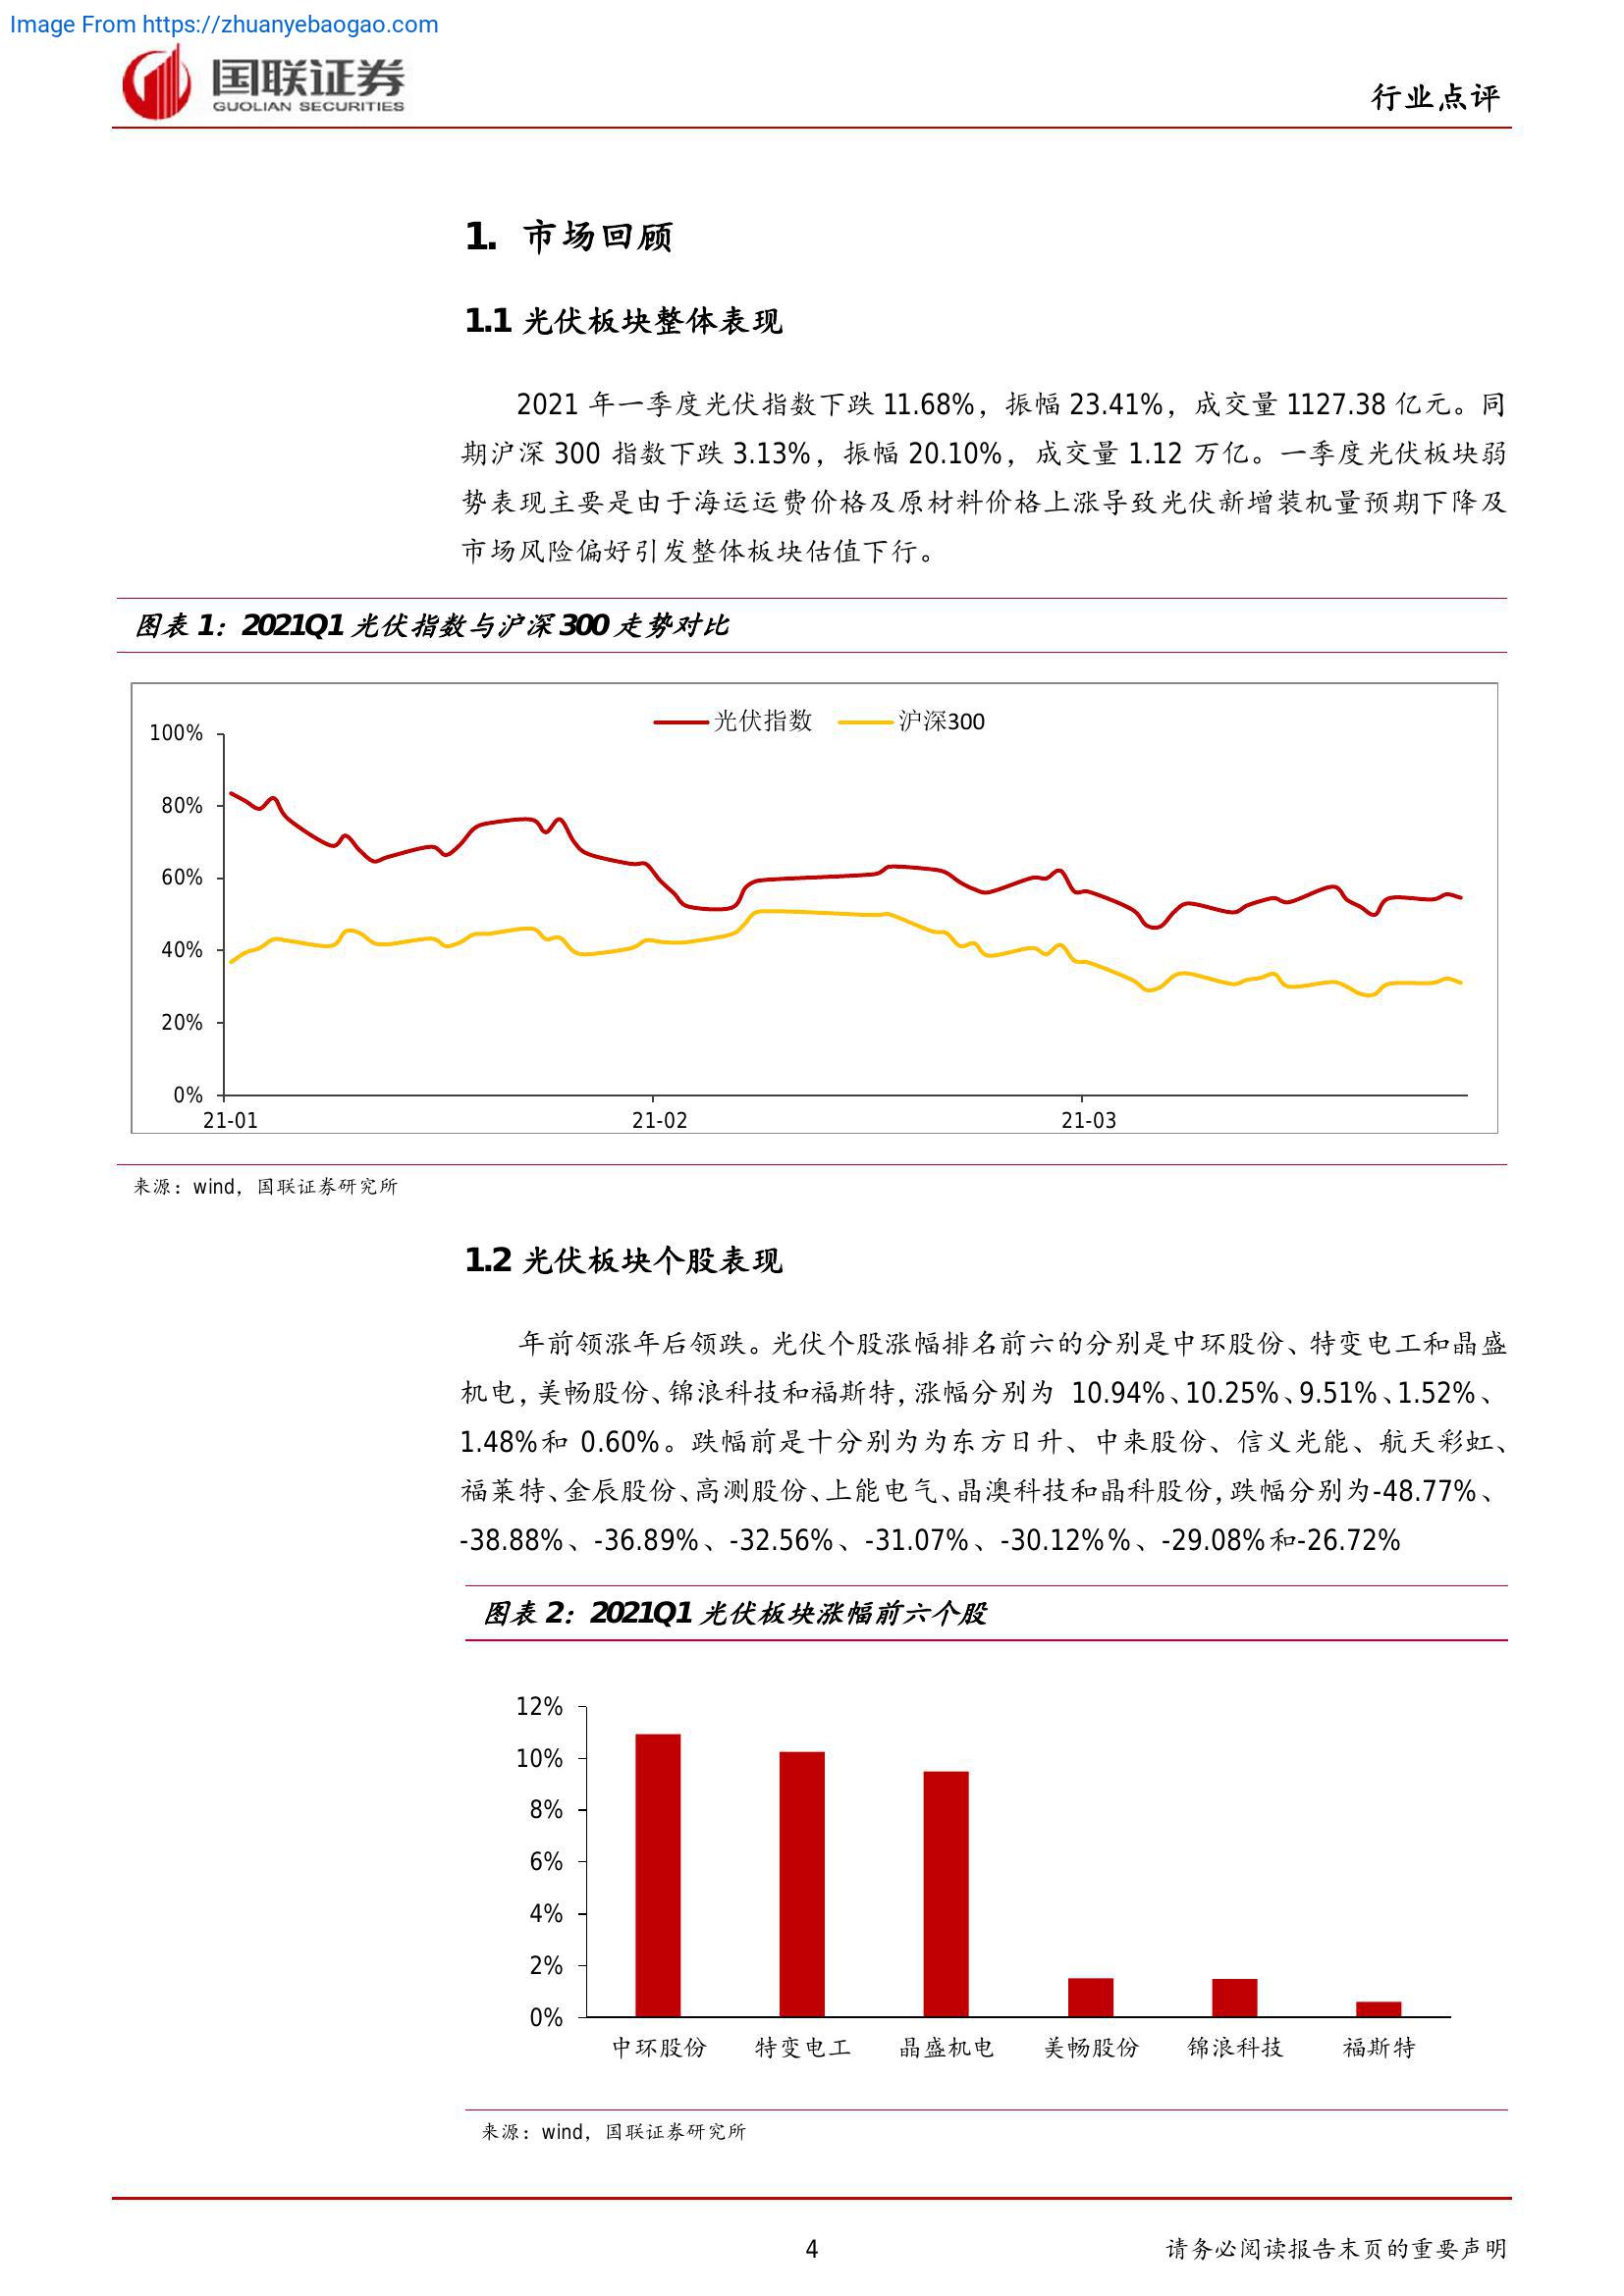 Image From https://zhuanyebaogao.com
国联证券
GUOLIAN SECURITIES
行业点评
1. 市场回顾
1.1 光伏板块整体表现
2021 年一季度光伏指数下跌 11.68%，振幅 23.41%，成交量 1127.38 亿元。同
期沪深 300 指数下跌 3.13%，振幅 20.10%，成交量 1.12 万亿。一季度光伏板块弱
势表现主要是由于海运运费价格及原材料价格上涨导致光伏新增装机量预期下降及
市场风险偏好引发整体板块估值下行。
图表 1：2021Q1 光伏指数与沪深 300 走势对比
光伏指数 沪深300
100%
80%
60%
40%
20%
0%
21-01 21-02 21-03
来源：wind，国联证券研究所
1.2 光伏板块个股表现
年前领涨年后领跌。光伏个股涨幅排名前六的分别是中环股份、特变电工和晶盛
机电，美畅股份、锦浪科技和福斯特，涨幅分别为 10.94%、10.25%、9.51%、1.52%、
1.48%和 0.60%。跌幅前是十分别为为东方日升、中来股份、信义光能、航天彩虹、
福莱特、金辰股份、高测股份、上能电气、晶澳科技和晶科股份，跌幅分别为-48.77%、
-38.88%、-36.89%、-32.56%、-31.07%、-30.12%%、-29.08%和-26.72%
图表 2：2021Q1 光伏板块涨幅前六个股
12%
10%
8%
6%
4%
2%
0%
中环股份 特变电工 晶盛机电 美畅股份 锦浪科技 福斯特
来源：wind，国联证券研究所
4
请务必阅读报告末页的重要声明